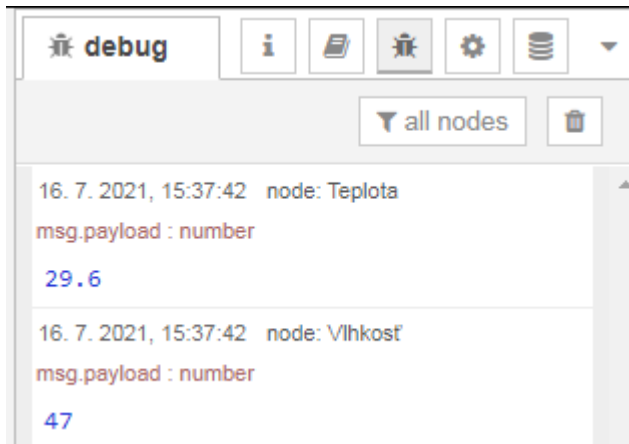 debug
i
all nodes
16. 7. 2021, 15:37:42 node: Teplota
msg.payload : number
29.6
16. 7. 2021, 15:37:42 node: Vlhkosť
msg.payload : number
47